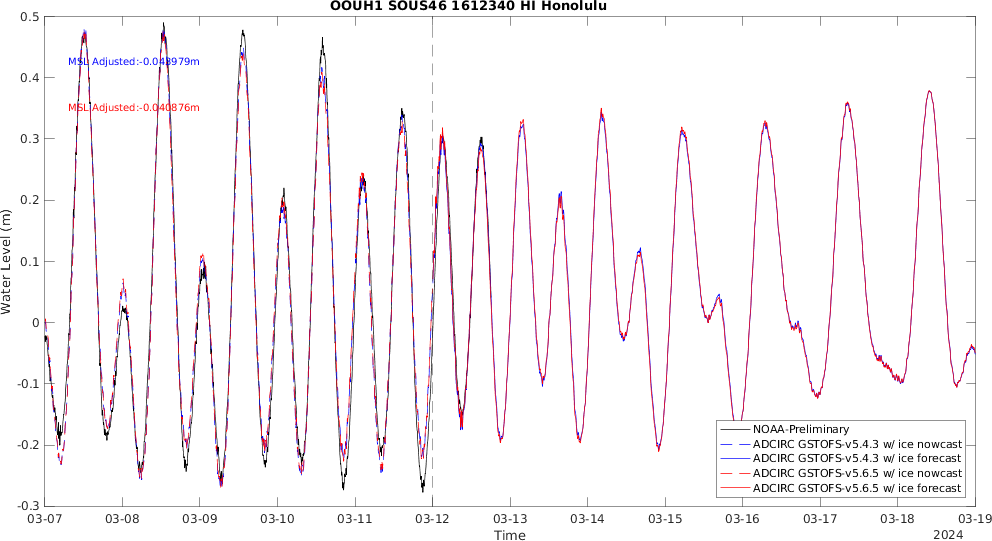 OOUH1 SOUS46 1612340 HI Honolulu
0.5
MSL Adjusted:-0.043979m
0.4
MSL Adjusted:-0.040876m
0.3
0.2
Water Level (m)
0.1
0
-0.1
-0.2
-0.3
NOAA-Preliminary
ADCIRC GSTOFS-v5.4.3 w/ ice nowcast
ADCIRC GSTOFS-v5.4.3 w/ ice forecast
ADCIRC GSTOFS-v5.6.5 w/ ice nowcast
ADCIRC GSTOFS-v5.6.5 w/ ice forecast
03-07 03-08 03-09 03-10 03-11 03-12 03-13 03-14 03-15 03-16 03-17 03-18 03-19
Time
2024